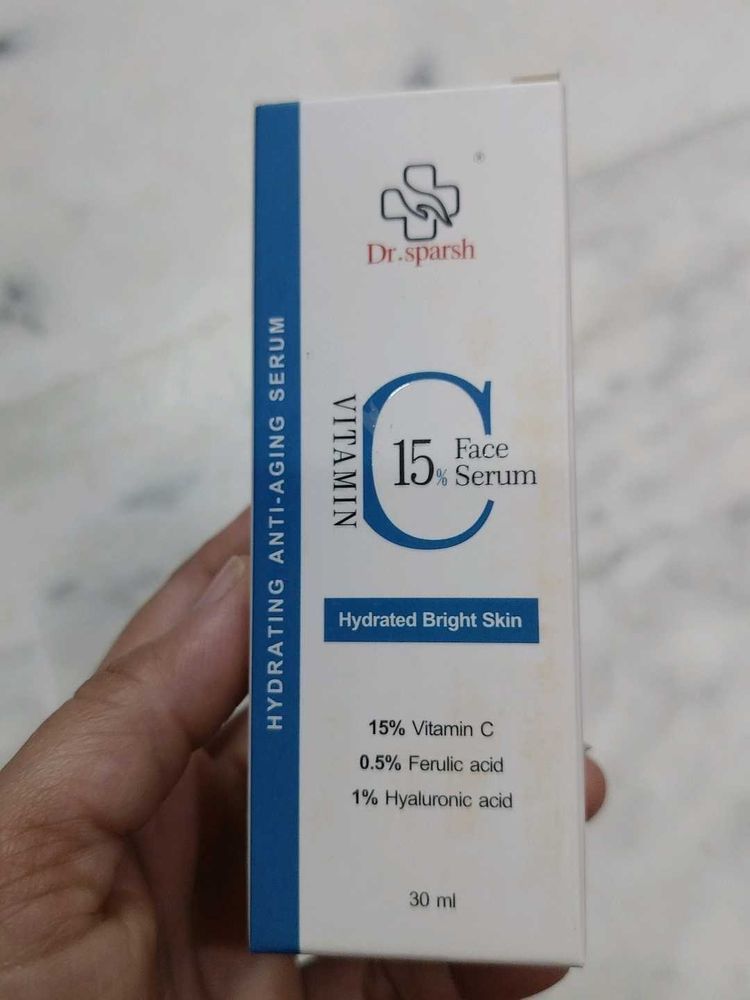 ®
Dr.sparsh
HYDRATING ANTI-AGING SERUM
VITAMIN
C
15% Face
Serum
Hydrated Bright Skin
15% Vitamin C
0.5% Ferulic acid
1% Hyaluronic acid
30 ml